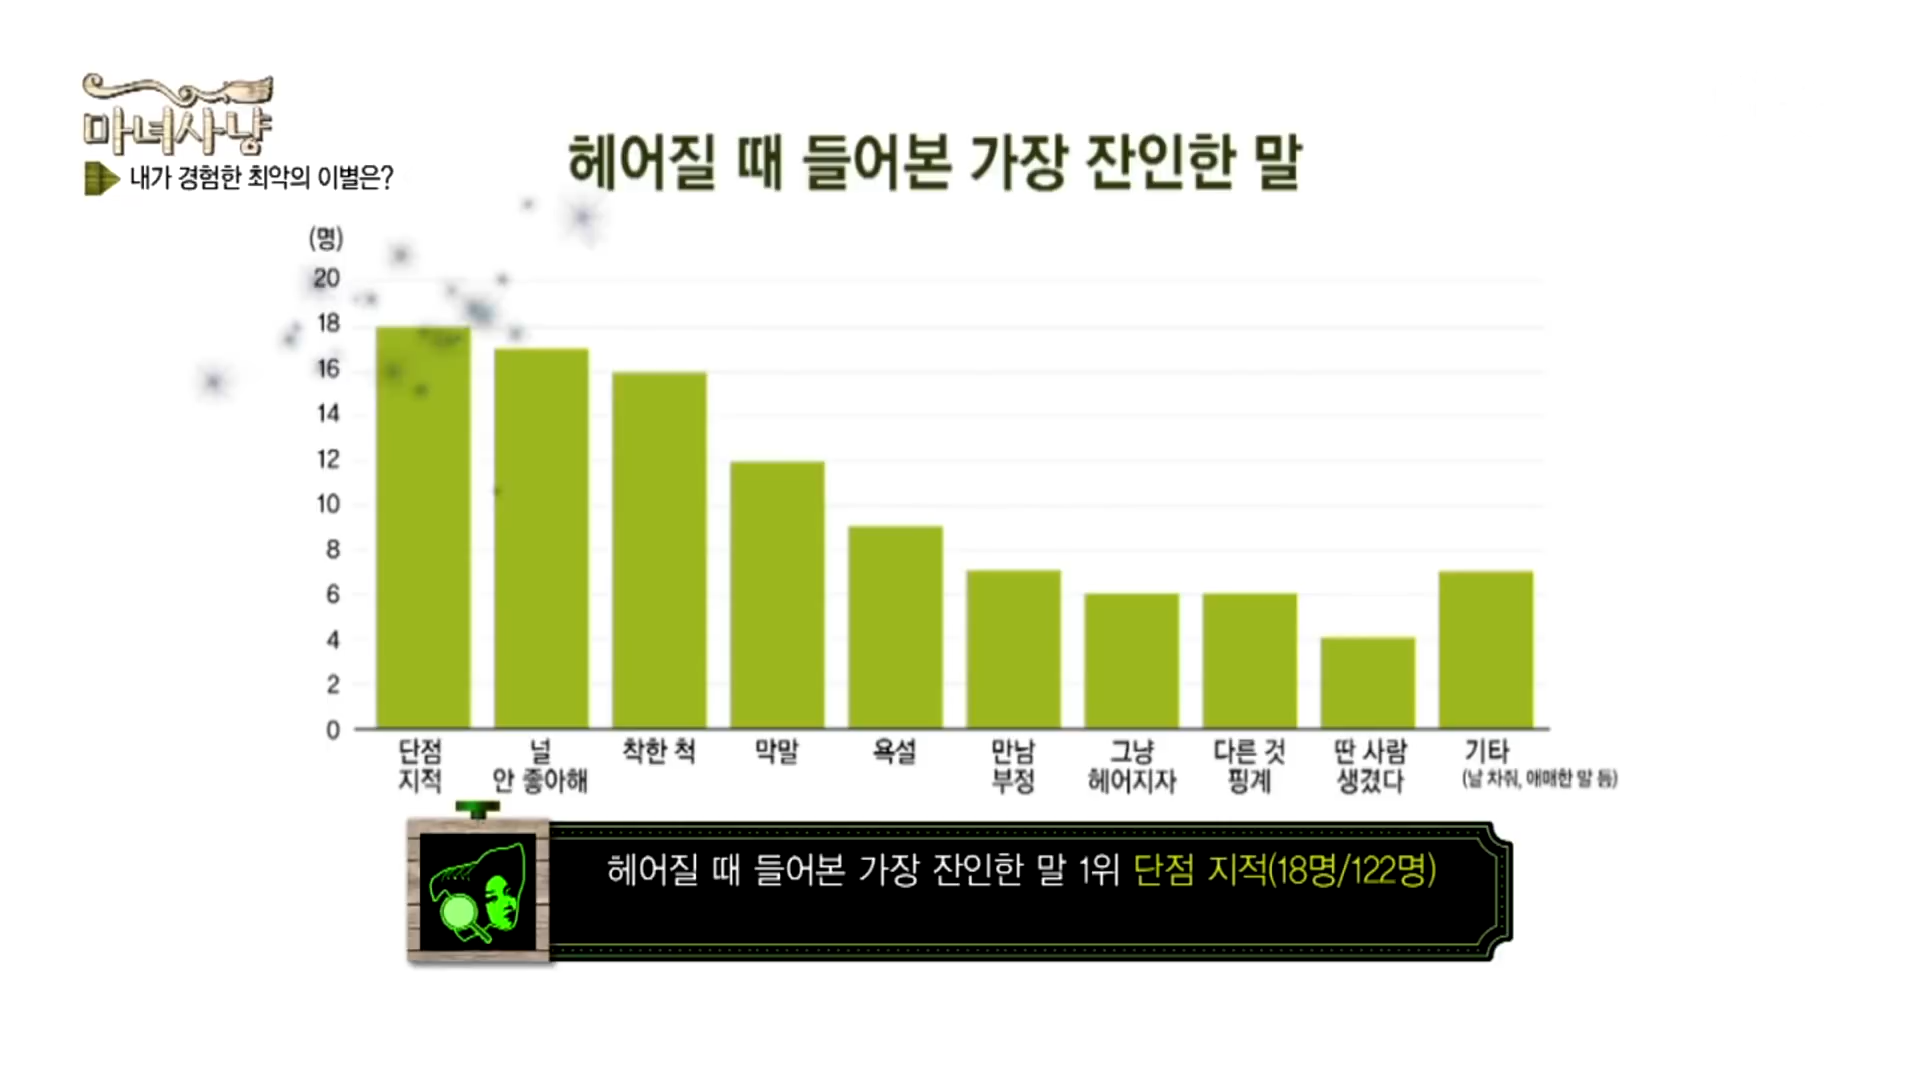 마녀사냥
내가 경험한 최악의 이별은?
헤어질 때 들어본 가장 잔인한 말
(명)
20
18
16
14
12
10
8
6
4
2
0
단점
지적
널
안 좋아해
착한 척
막말
욕설
만남
부정
그냥
헤어지자
다른 것
핑계
딴 사람
생겼다
기타
(날 차줘, 애매한 말 등)
헤어질 때 들어본 가장 잔인한 말 1위 단점 지적(18명/122명)